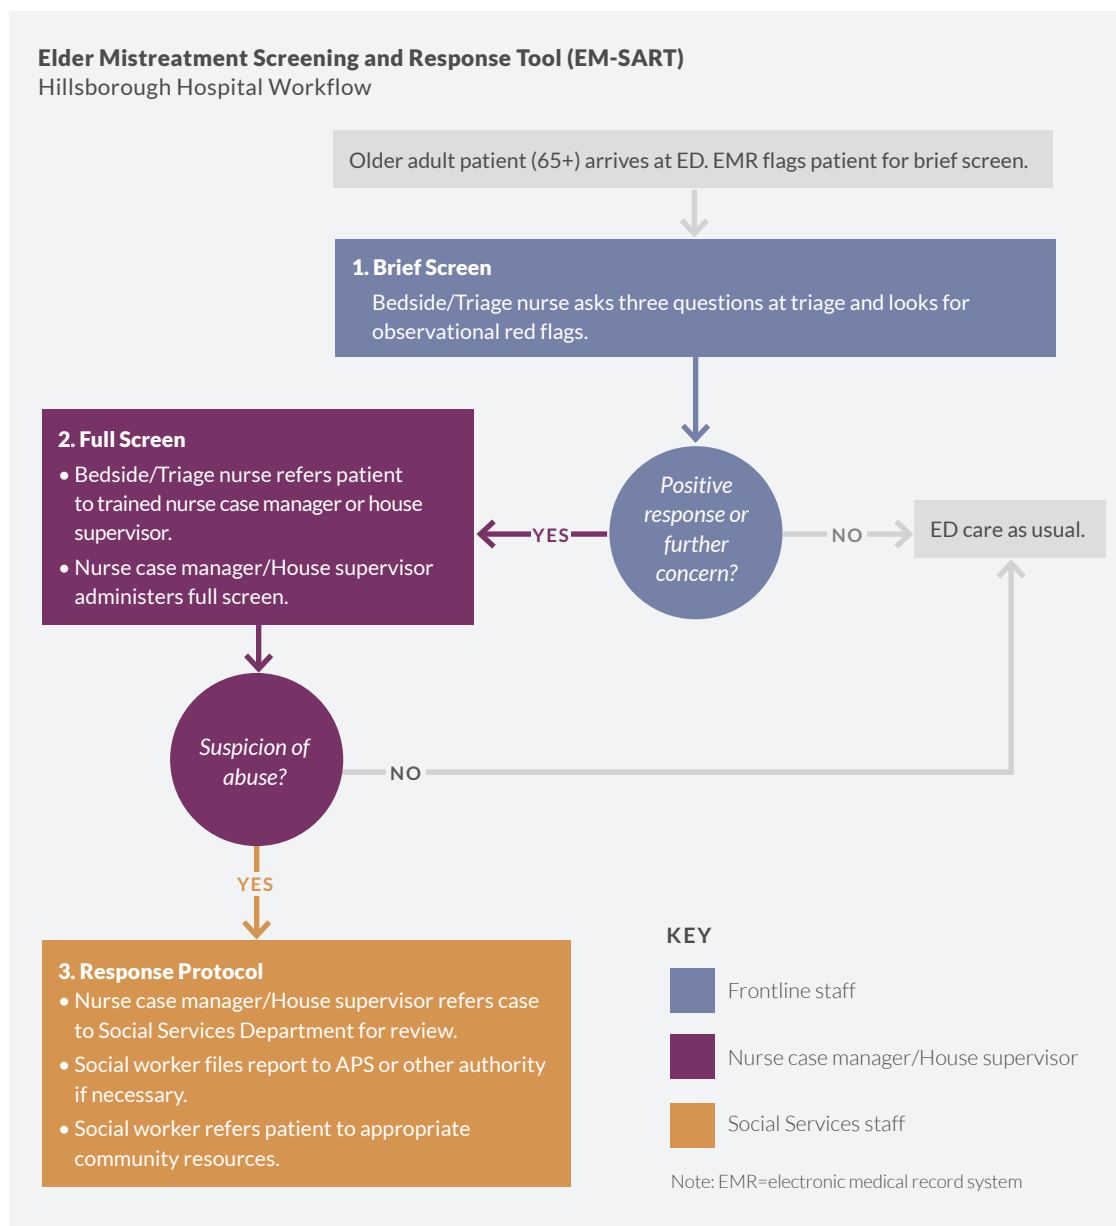 Elder Mistreatment Screening and Response Tool (EM-SART)
Hillsborough Hospital Workflow
Older adult patient (65+) arrives at ED. EMR flags patient for brief screen.
1. Brief Screen
Bedside/Triage nurse asks three questions at triage and looks for
observational red flags.
2. Full Screen
• Bedside/Triage nurse refers patient
to trained nurse case manager or house
supervisor.
• Nurse case manager/House supervisor
administers full screen.
Positive
response or
further
concern?
YES
NO
ED care as usual.
Suspicion of
abuse?
NO
YES
3. Response Protocol
• Nurse case manager/House supervisor refers case
to Social Services Department for review.
• Social worker files report to APS or other authority
if necessary.
• Social worker refers patient to appropriate
community resources.
KEY
Frontline staff
Nurse case manager/House supervisor
Social Services staff
Note: EMR=electronic medical record system